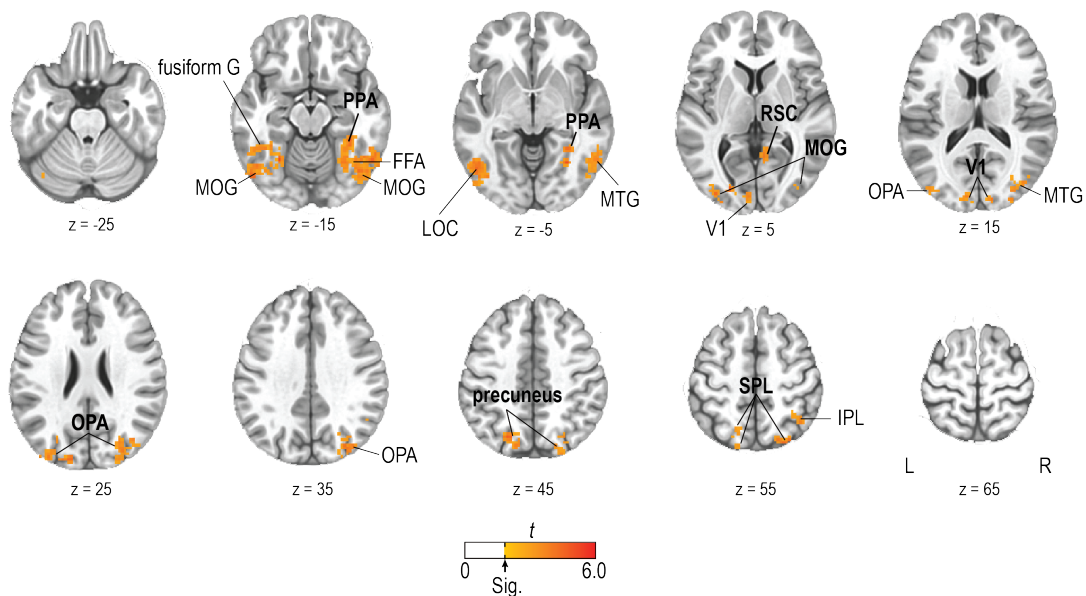 fusiform G
PPA
FFA
MOG
MOG
z = -25
z = -15
PPA
MTG
LOC
z = -5
RSC
MOG
V1
z = 5
V1
OPA
MTG
z = 15
OPA
z = 25
OPA
z = 35
precuneus
z = 45
SPL
IPL
z = 55
L
R
z = 65
t
0
6.0
Sig.